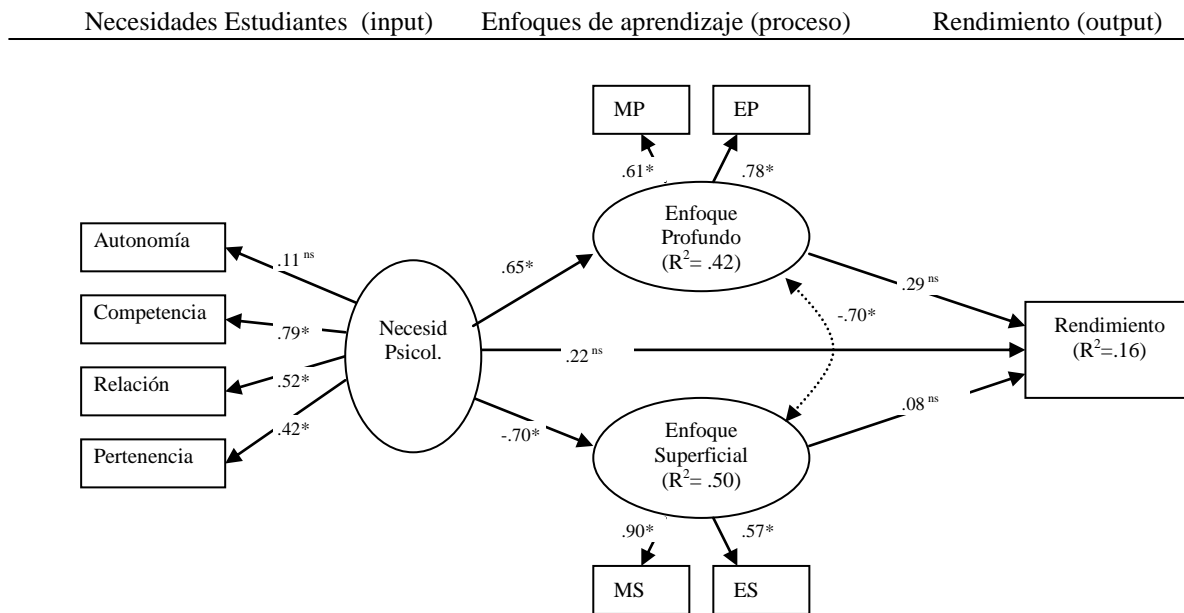 Necesidades Estudiantes (input) Enfoques de aprendizaje (proceso) Rendimiento (output)
MP EP
.61* .78*
Enfoque
Profundo
(R²= .42)
Autonomía
.11 ns
.65*
.29 ns
Competencia
.79*
Necesid
Psicol.
-.70*
Rendimiento
(R²=.16)
.22 ns
Relación
.52*
.42*
-.70*
.08 ns
Pertenencia
Enfoque
Superficial
(R²= .50)
.90* .57*
MS ES